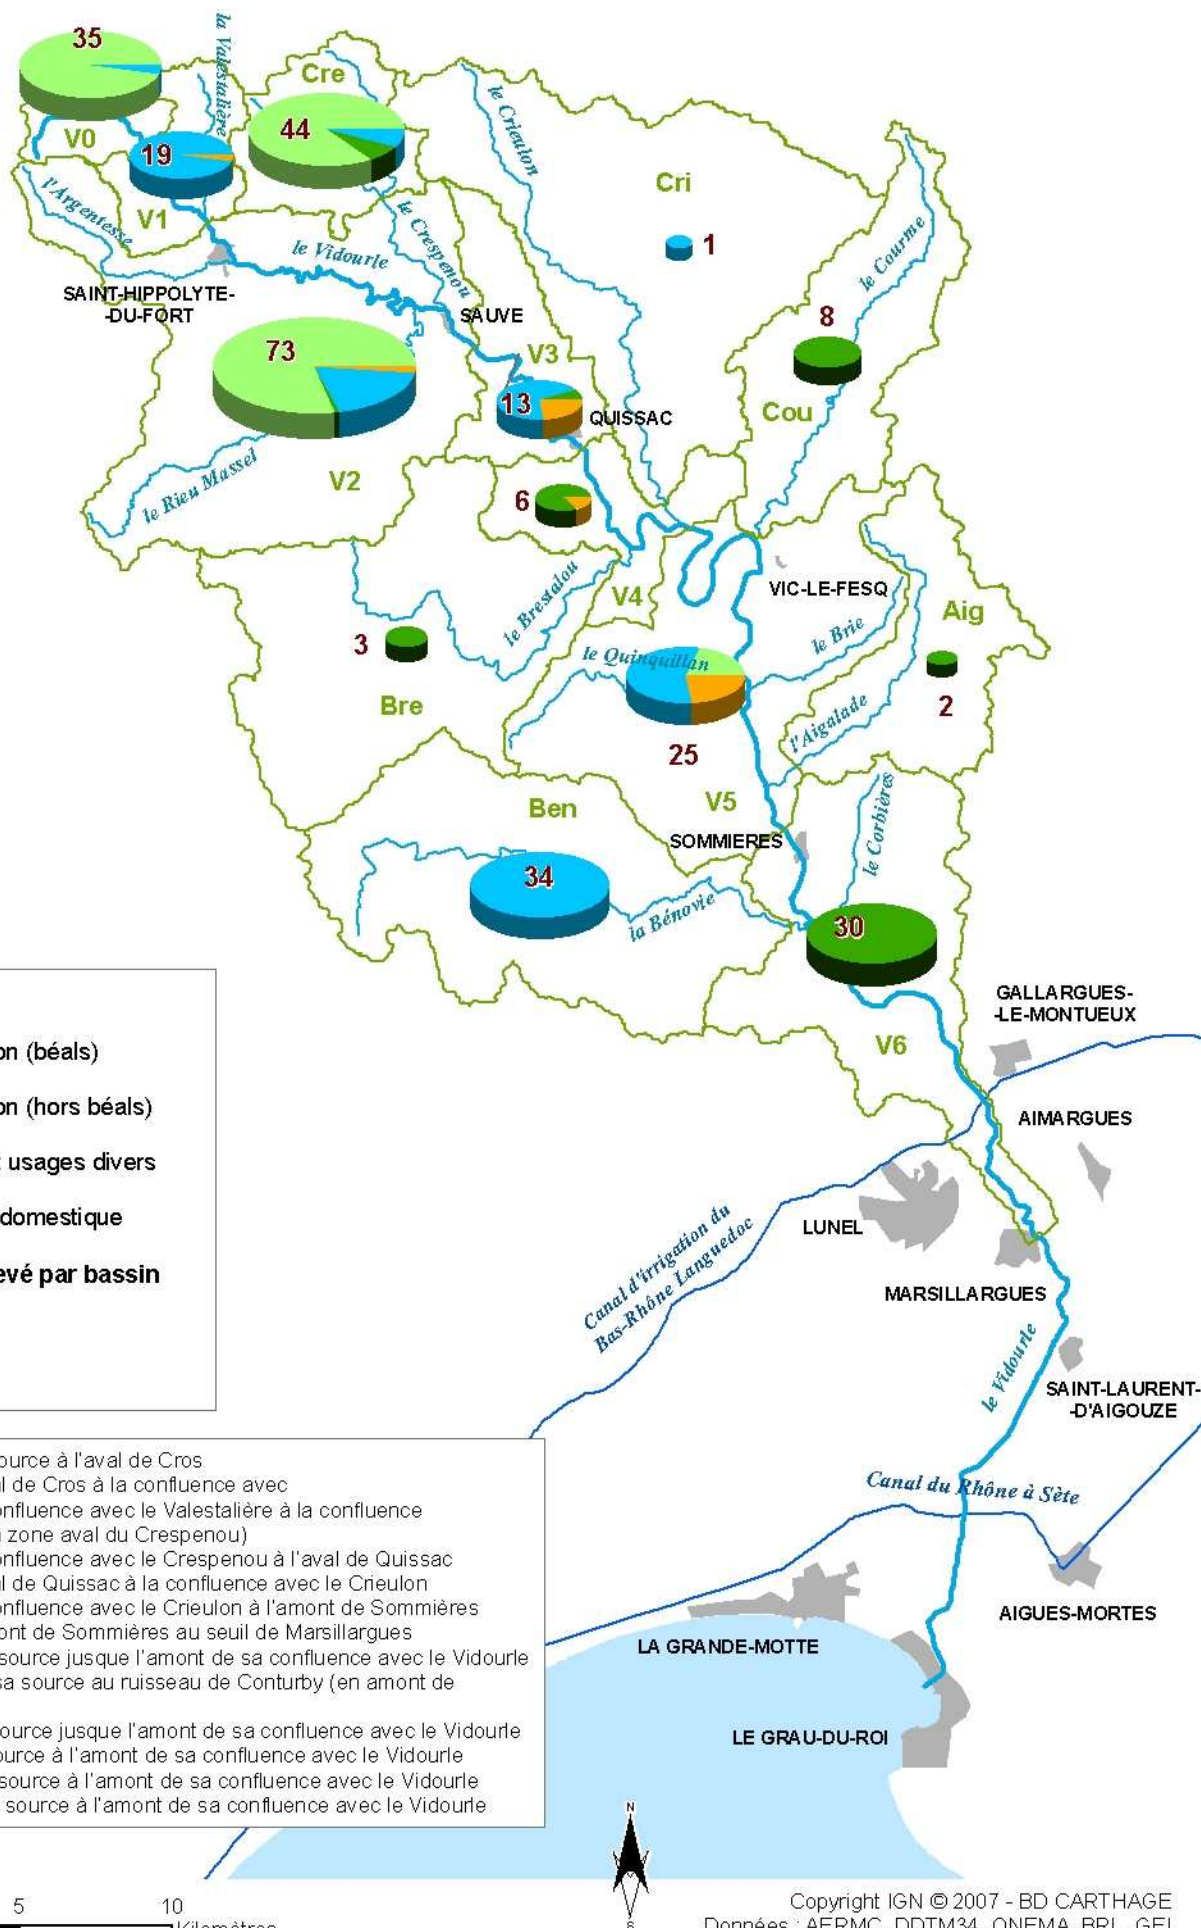 35
la Valestalière
Cre
le Crieulon
V0
44
19
Cri
l'Argentesse
V1
le Crespenou
le Courme
le Vidourle
1
SAINT-HIPPOLYTE-
-DU-FORT
SAUVE
8
73
V3
13
QUISSAC
Cou
le Rieu Massel
V2
6
le Brestalou
V4
VIC-LE-FESQ
Aig
le Brie
3
le Quinquillan
Bre
l'Aigalade
2
25
V5
Ben
SOMMIERES
le Corbières
34
la Bénovie
30
GALLARGUES-
-LE-MONTUEUX
V6
on (béals)
on (hors béals)
AIMARGUES
usages divers
domestique
LUNEL
Canal d'irrigation du
Bas-Rhône Languedoc
evé par bassin
MARSILLARGUES
le Vidourle
SAINT-LAURENT-
-D'AIGOUZE
ource à l'aval de Cros
l de Cros à la confluence avec
onfluence avec le Valestalière à la confluence
zone aval du Crespenou)
onfluence avec le Crespenou à l'aval de Quissac
l de Quissac à la confluence avec le Crieulon
onfluence avec le Crieulon à l'amont de Sommières
ont de Sommières au seuil de Marsillargues
source jusque l'amont de sa confluence avec le Vidourle
sa source au ruisseau de Conturby (en amont de
ource jusque l'amont de sa confluence avec le Vidourle
ource à l'amont de sa confluence avec le Vidourle
source à l'amont de sa confluence avec le Vidourle
source à l'amont de sa confluence avec le Vidourle
Canal du Rhône à Sète
AIGUES-MORTES
LA GRANDE-MOTTE
LE GRAU-DU-ROI
N
5 10
Kilomètres
Copyright IGN © 2007 - BD CARTHAGE
Données : AERMC, DDTM34, ONEMA, BRL, GEI